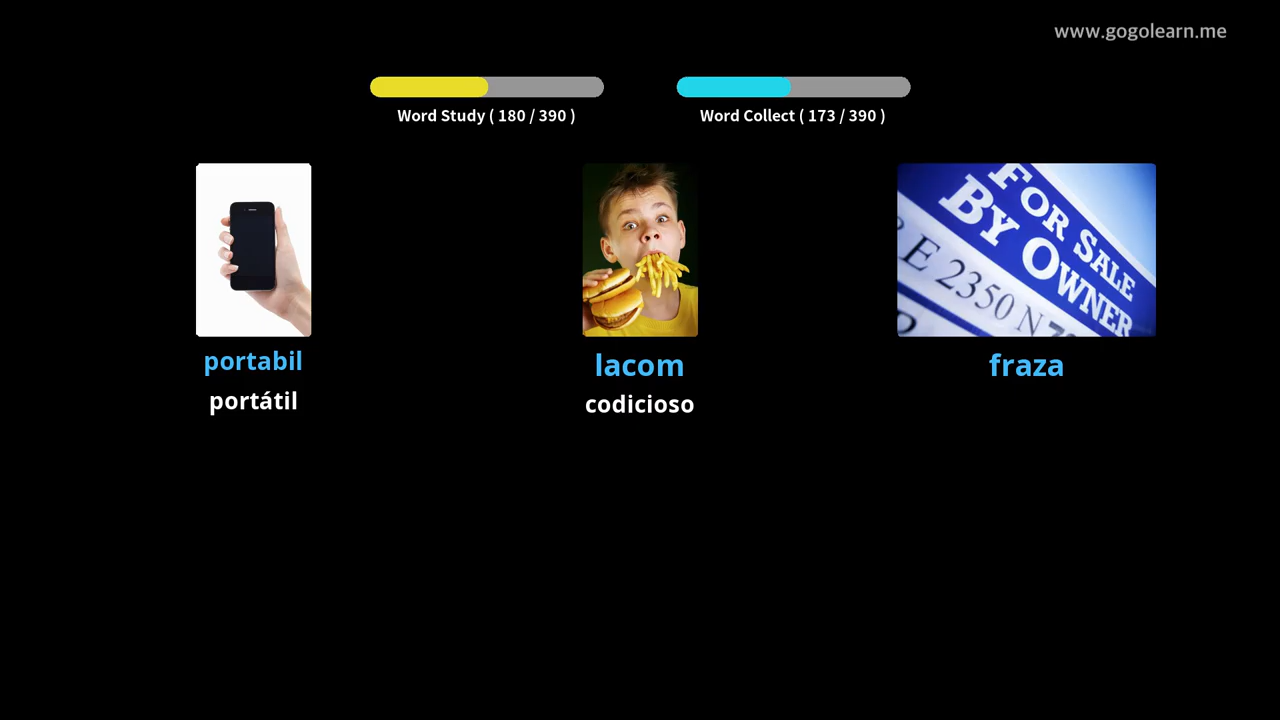 www.gogolearn.me
Word Study ( 180 / 390 )
Word Collect ( 173 / 390 )
FOR SALE
BY OWNER
E 2350 N
portabil
portátil
lacom
codicioso
fraza